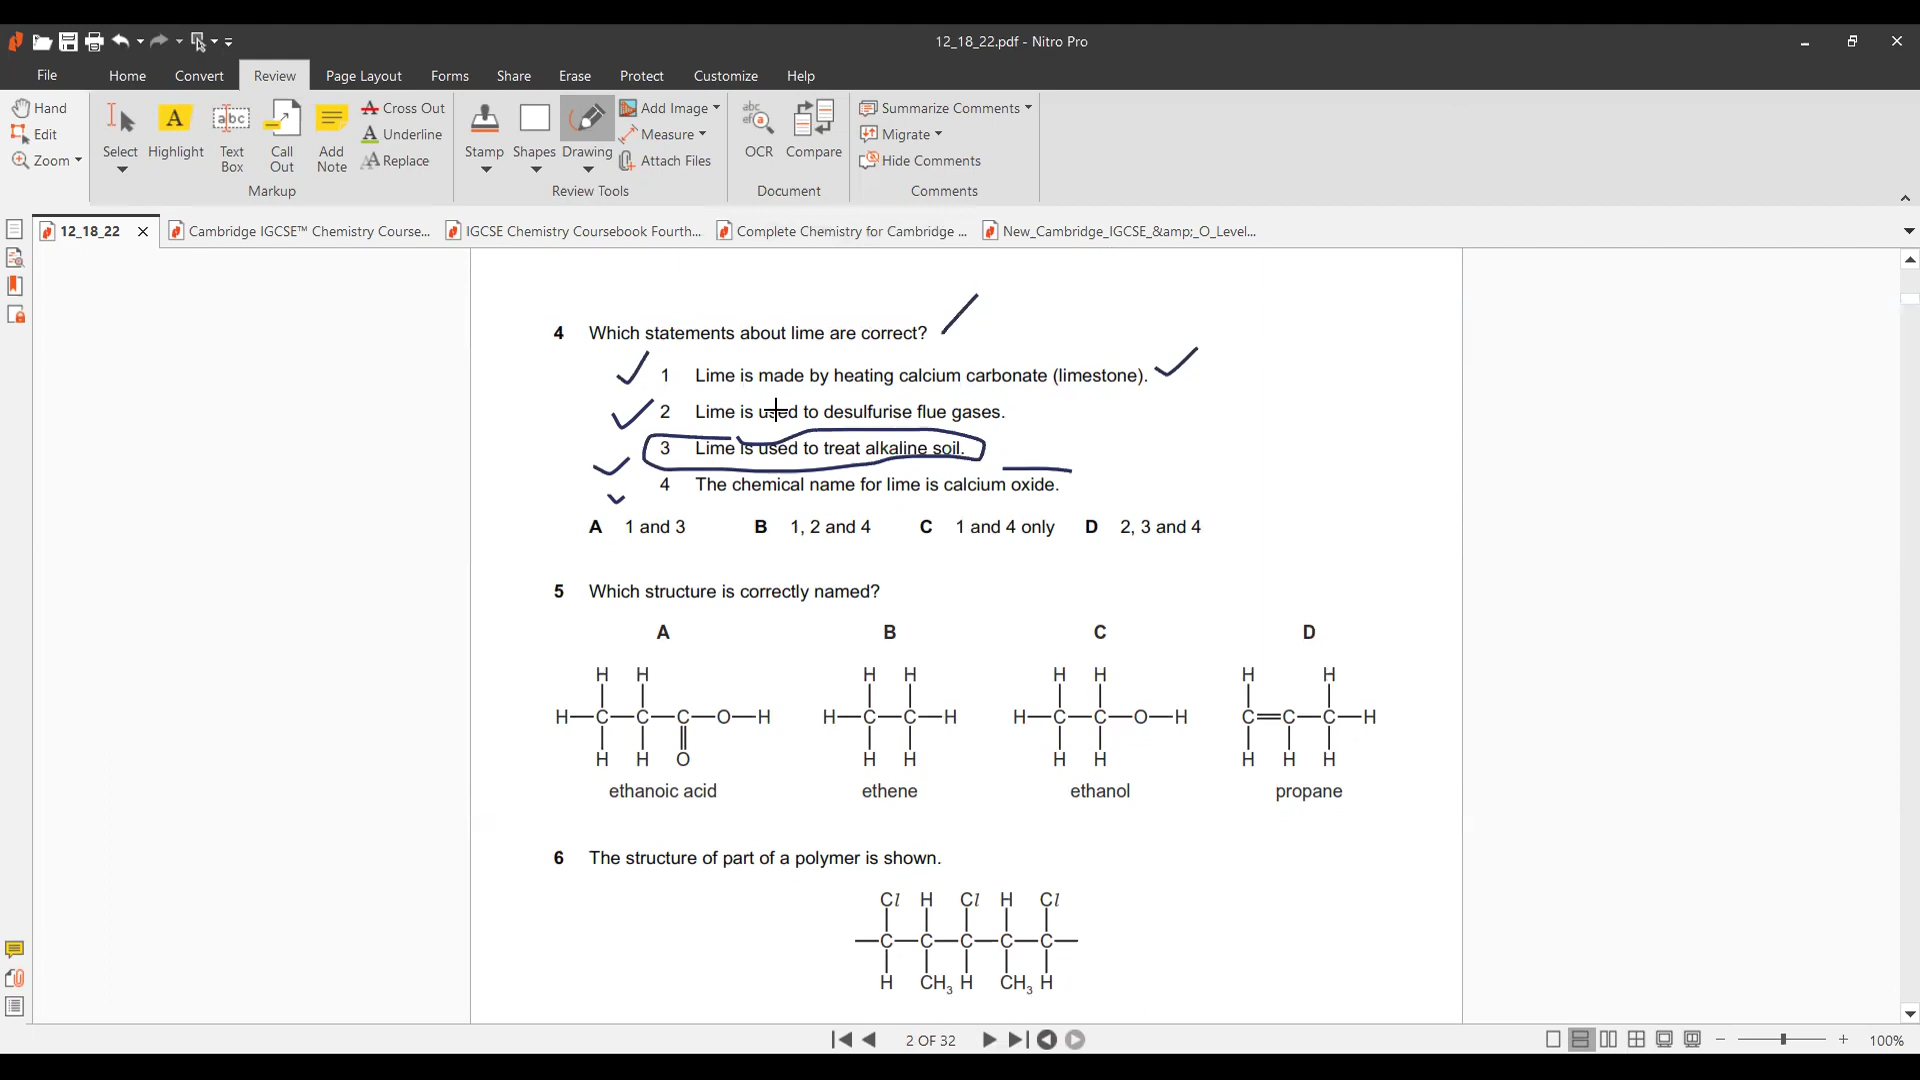 12_18_22.pdf - Nitro Pro
File Home Convert Review Page Layout Forms Share Erase Protect Customize Help
Hand
Edit
Zoom
Select
Highlight
Text Box
Call Out
Add Note
Cross Out
Underline
Replace
Markup
Stamp
Shapes
Drawing
Add Image
Measure
Attach Files
Review Tools
OCR
Compare
Document
Summarize Comments
Migrate
Hide Comments
Comments
12_18_22
Cambridge IGCSE™ Chemistry Course...
IGCSE Chemistry Coursebook Fourth...
Complete Chemistry for Cambridge ...
New_Cambridge_IGCSE_&amp;_O_Level...
4 Which statements about lime are correct?
1 Lime is made by heating calcium carbonate (limestone).
2 Lime is used to desulfurise flue gases.
3 Lime is used to treat alkaline soil.
4 The chemical name for lime is calcium oxide.
A 1 and 3 B 1, 2 and 4 C 1 and 4 only D 2, 3 and 4
5 Which structure is correctly named?
A B C D
H H H H H H H H
H C C C O H H C C H H C C O H C C C H
H H O H H H H H H H
ethanoic acid ethene ethanol propane
6 The structure of part of a polymer is shown.
Cl H Cl H Cl
C C C C C
H CH3 H CH3 H
2 OF 32
100%